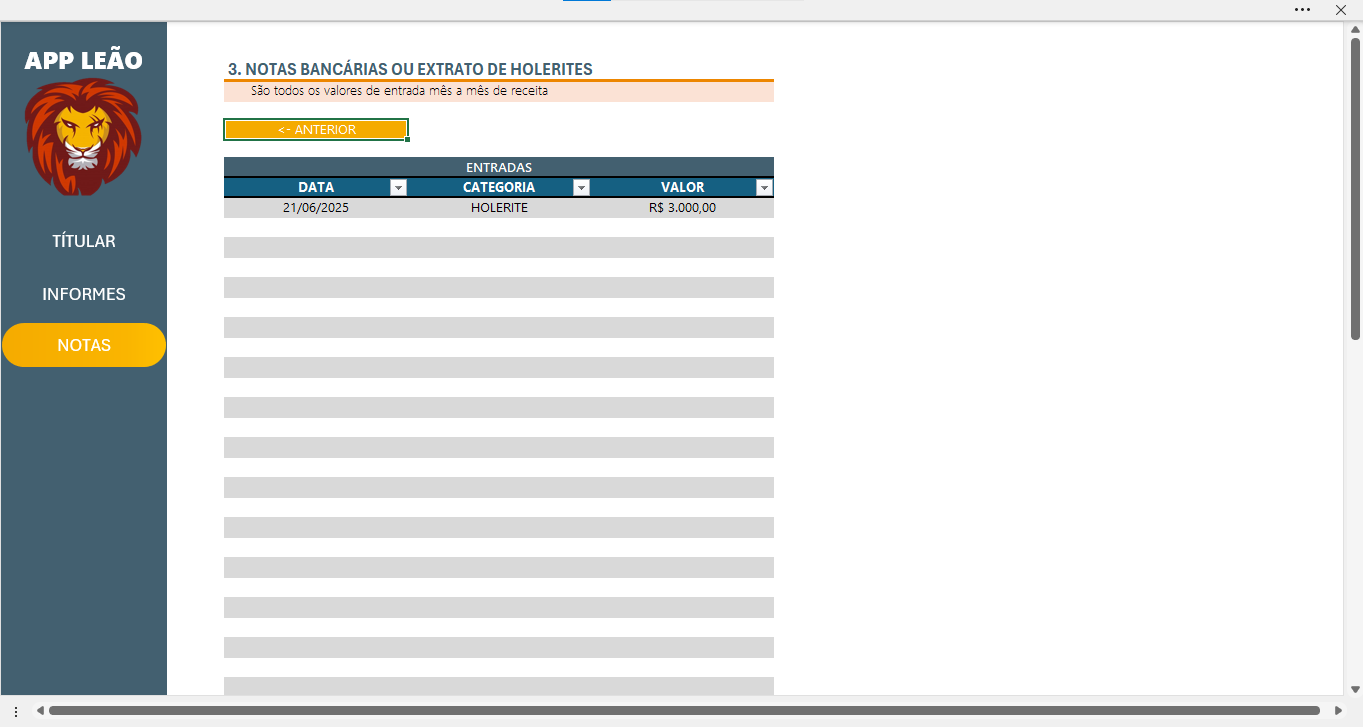 APP LEÃO
TÍTULAR
INFORMES
NOTAS
3. NOTAS BANCÁRIAS OU EXTRATO DE HOLERITES
São todos os valores de entrada mês a mês de receita
<- ANTERIOR
ENTRADAS
DATA CATEGORIA VALOR
21/06/2025 HOLERITE R$ 3.000,00